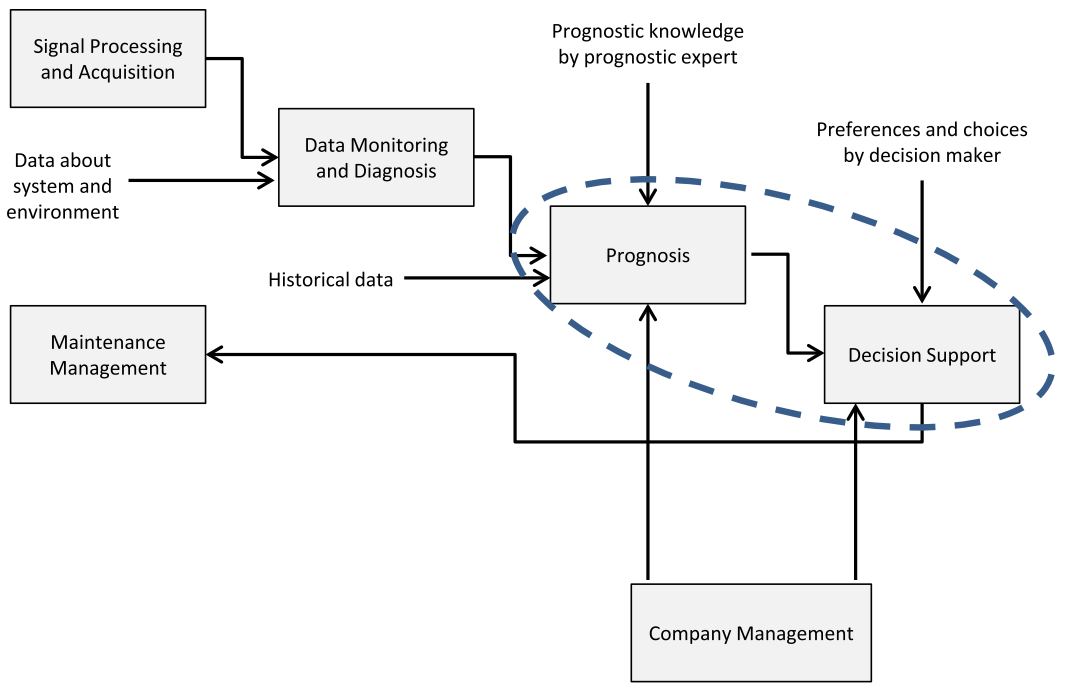 Signal Processing
and Acquisition
Prognostic knowledge
by prognostic expert
Data Monitoring
and Diagnosis
Preferences and choices
by decision maker
Data about
system and
environment
Prognosis
Historical data
Maintenance
Management
Decision Support
Company Management